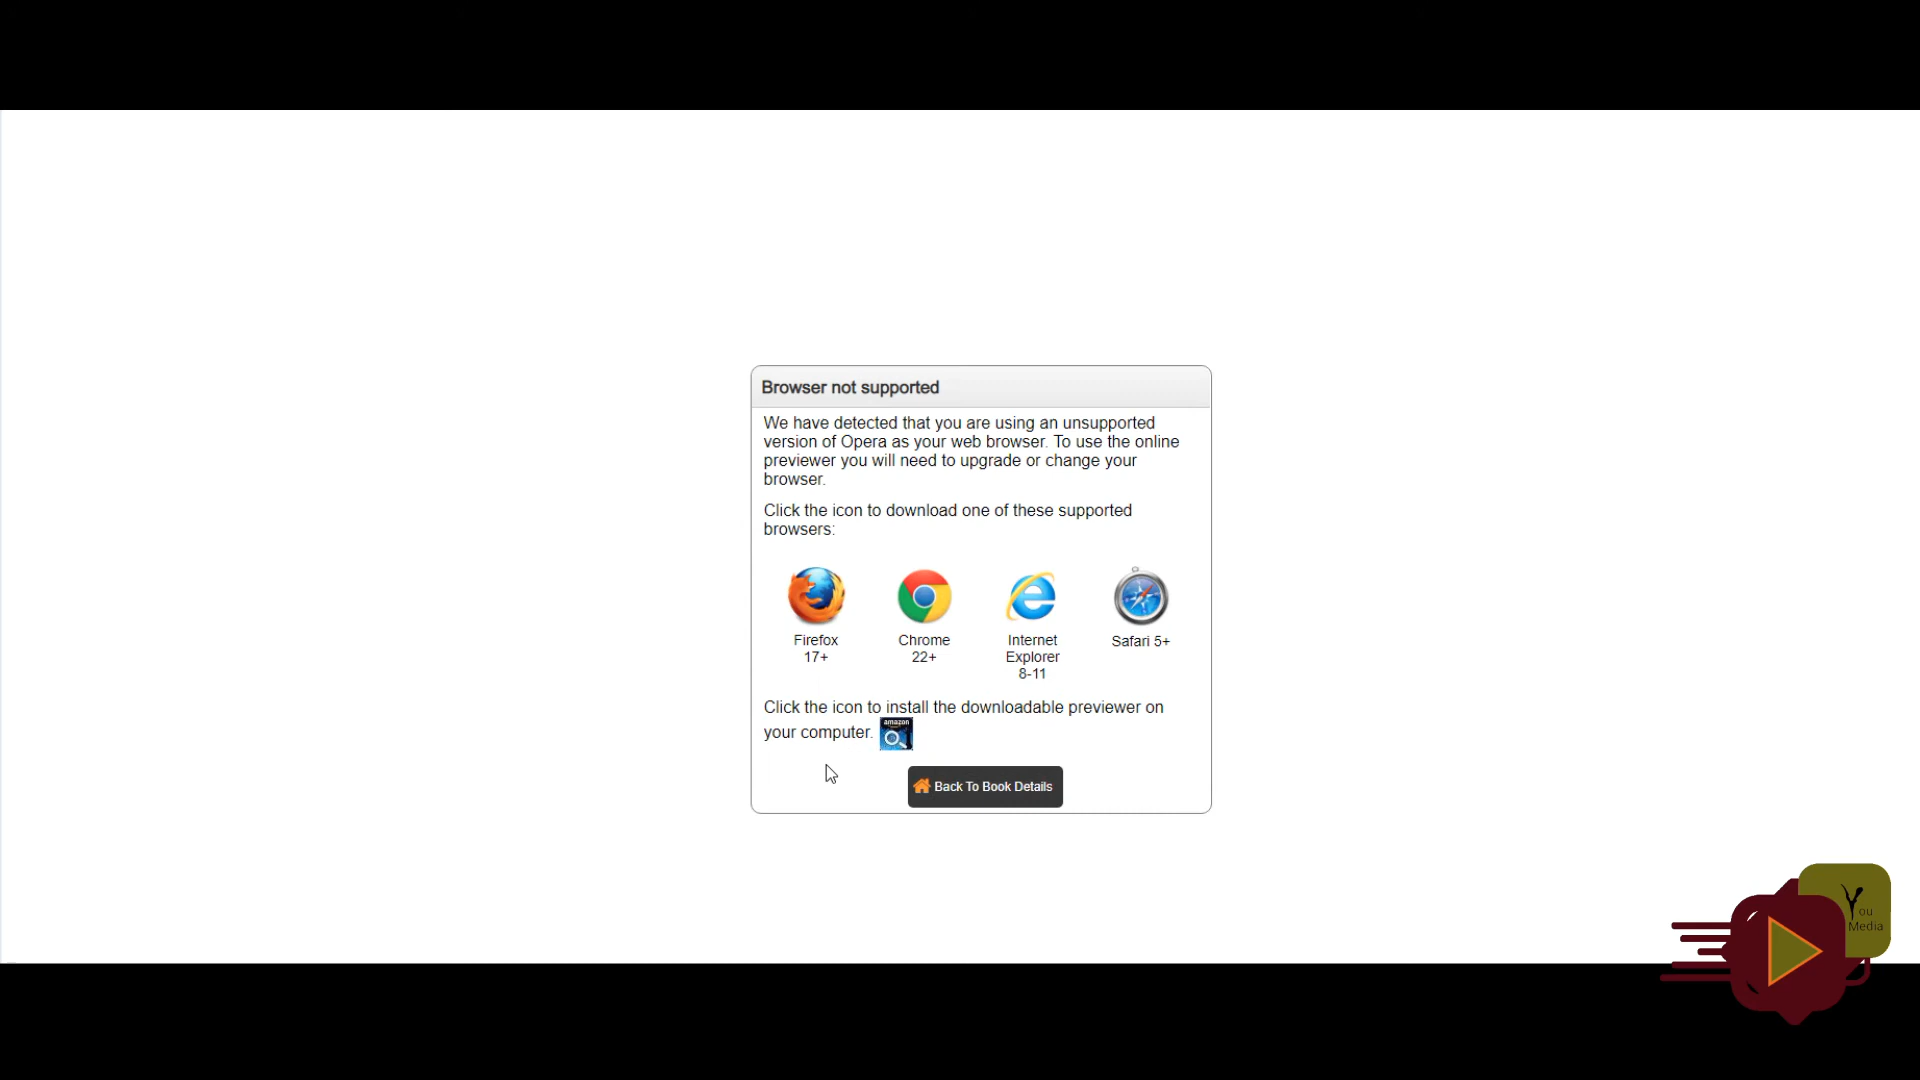 Browser not supported
We have detected that you are using an unsupported
version of Opera as your web browser. To use the online
previewer you will need to upgrade or change your
browser.
Click the icon to download one of these supported
browsers:
Firefox
17+
Chrome
22+
Internet
Explorer
8-11
Safari 5+
Click the icon to install the downloadable previewer on
your computer.
amazon
Back To Book Details
You
Media